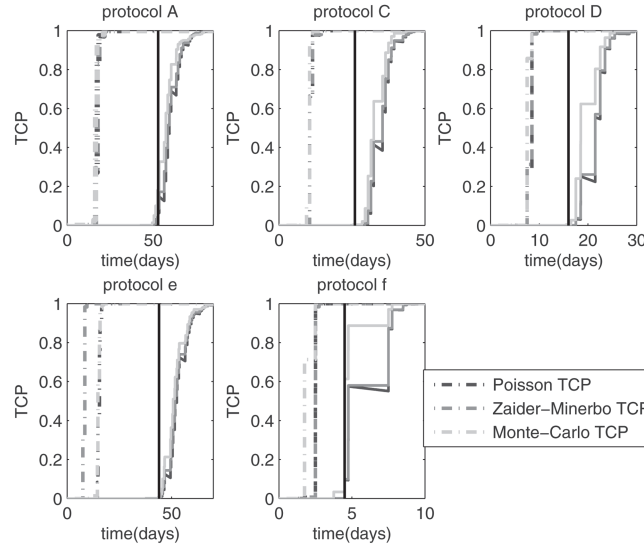 protocol A
protocol C
protocol D
TCP
1
0.8
0.6
0.4
0.2
0
0
50
time(days)
TCP
1
0.8
0.6
0.4
0.2
0
0
50
time(days)
TCP
1
0.8
0.6
0.4
0.2
0
0
10
20
30
time(days)
protocol e
protocol f
TCP
1
0.8
0.6
0.4
0.2
0
0
50
time(days)
TCP
1
0.8
0.6
0.4
0.2
0
0
5
10
time(days)
Poisson TCP
Zaider–Minerbo TCP
Monte–Carlo TCP